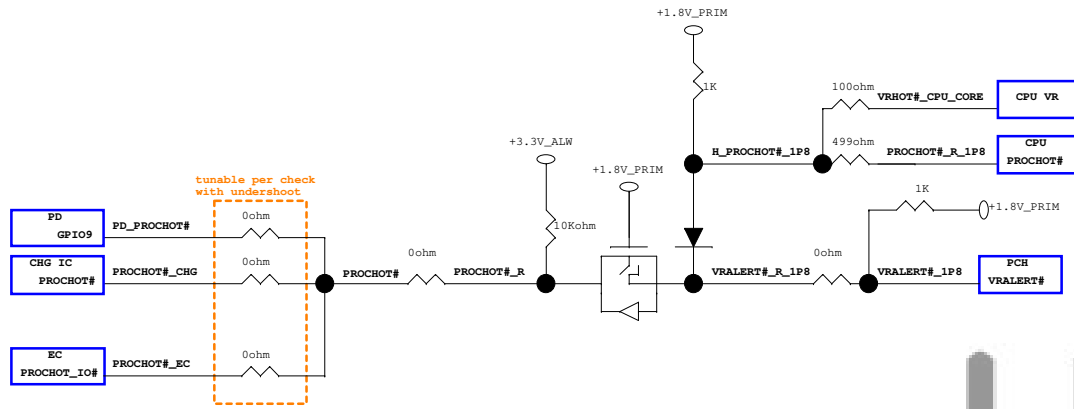 +1.8V_PRIM
1K
100ohm
VRHOT#_CPU_CORE
CPU VR
+3.3V_ALW
H_PROCHOT#_1P8
499ohm
PROCHOT#_R_1P8
CPU
PROCHOT#
+1.8V_PRIM
tunable per check
with undershoot
1K
+1.8V_PRIM
PD
GPIO9
PD_PROCHOT#
0ohm
10Kohm
CHG IC
PROCHOT#
PROCHOT#_CHG
0ohm
PROCHOT#
0ohm
PROCHOT#_R
VRALERT#_R_1P8
0ohm
VRALERT#_1P8
PCH
VRALERT#
EC
PROCHOT_IO#
PROCHOT#_EC
0ohm